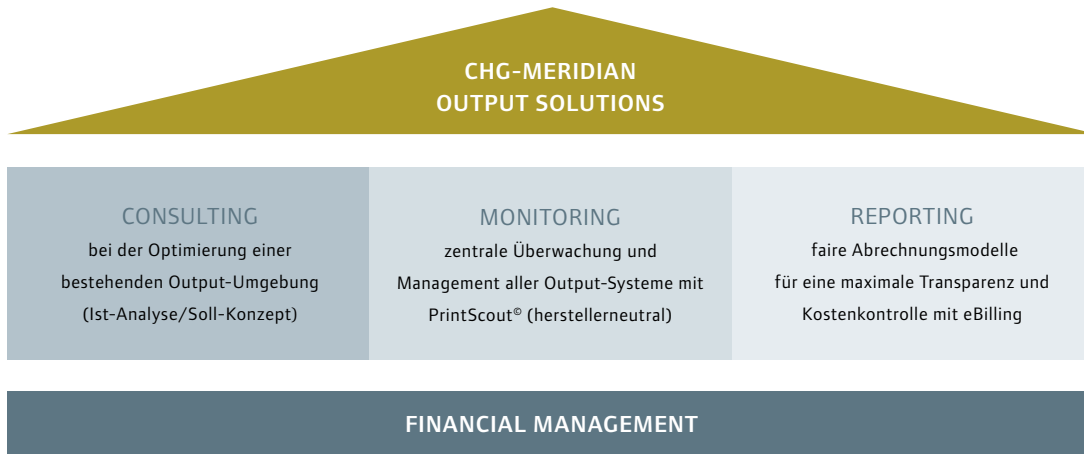 CHG-MERIDIAN
OUTPUT SOLUTIONS
CONSULTING
bei der Optimierung einer
bestehenden Output-Umgebung
(Ist-Analyse/Soll-Konzept)
MONITORING
zentrale Überwachung und
Management aller Output-Systeme mit
PrintScout© (herstellerneutral)
REPORTING
faire Abrechnungsmodelle
für eine maximale Transparenz und
Kostenkontrolle mit eBilling
FINANCIAL MANAGEMENT